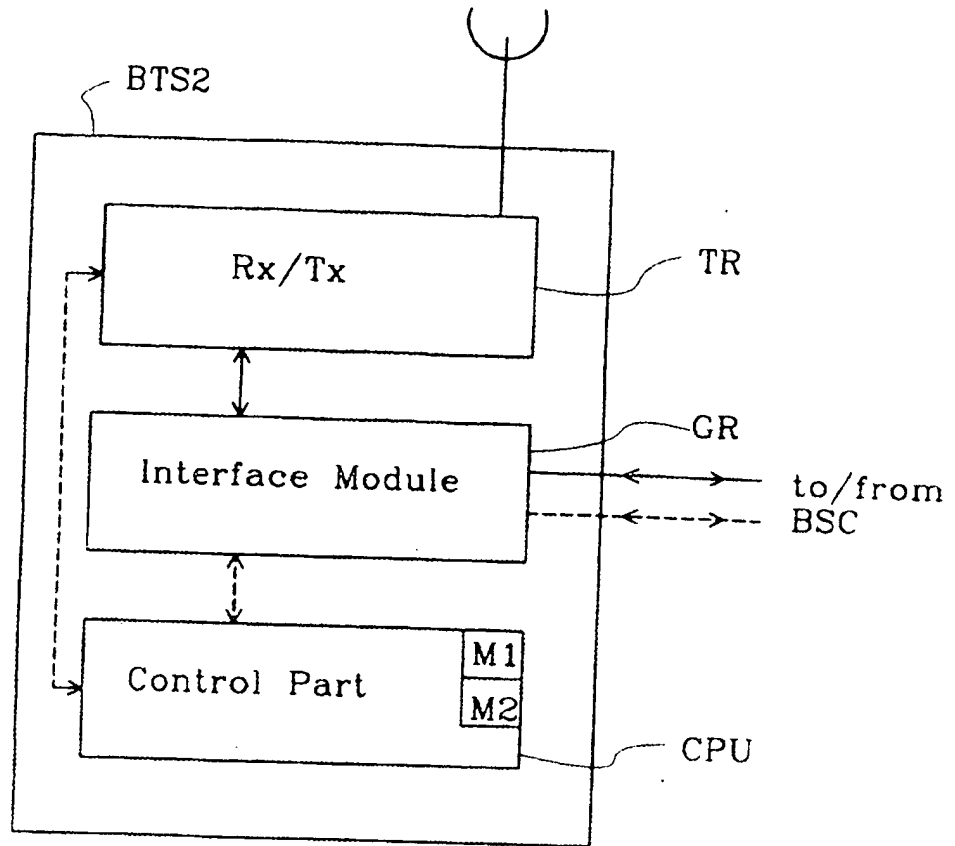 BTS2
Rx/Tx
TR
GR
Interface Module
to/from
BSC
M1
Control Part
M2
CPU